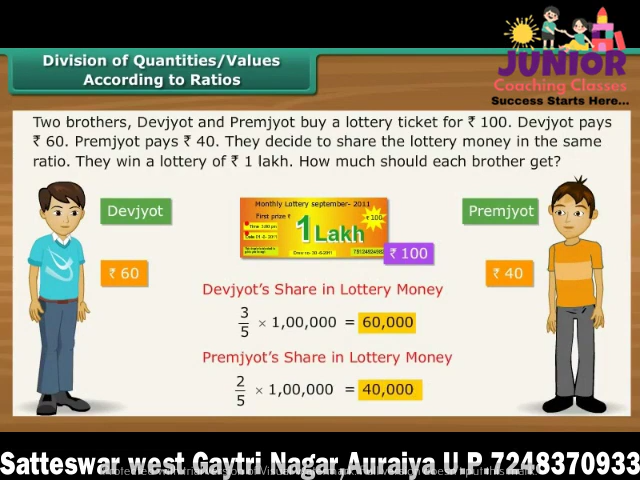 JUNIOR
Coaching Classes
Success Starts Here...
Division of Quantities/Values
According to Ratios
Two brothers, Devjyot and Premjyot buy a lottery ticket for ₹ 100. Devjyot pays
₹ 60. Premjyot pays ₹ 40. They decide to share the lottery money in the same
ratio. They win a lottery of ₹ 1 lakh. How much should each brother get?
Devjyot
Monthly Lottery september- 2011
First prize ₹
₹ 100
1 Lakh
Premjyot
₹ 60
₹ 100
₹ 40
Devjyot's Share in Lottery Money
3/5 × 1,00,000 = 60,000
Premjyot's Share in Lottery Money
2/5 × 1,00,000 = 40,000
Satteswar west Gaytri Nagar Auraiya U.P.7248370933